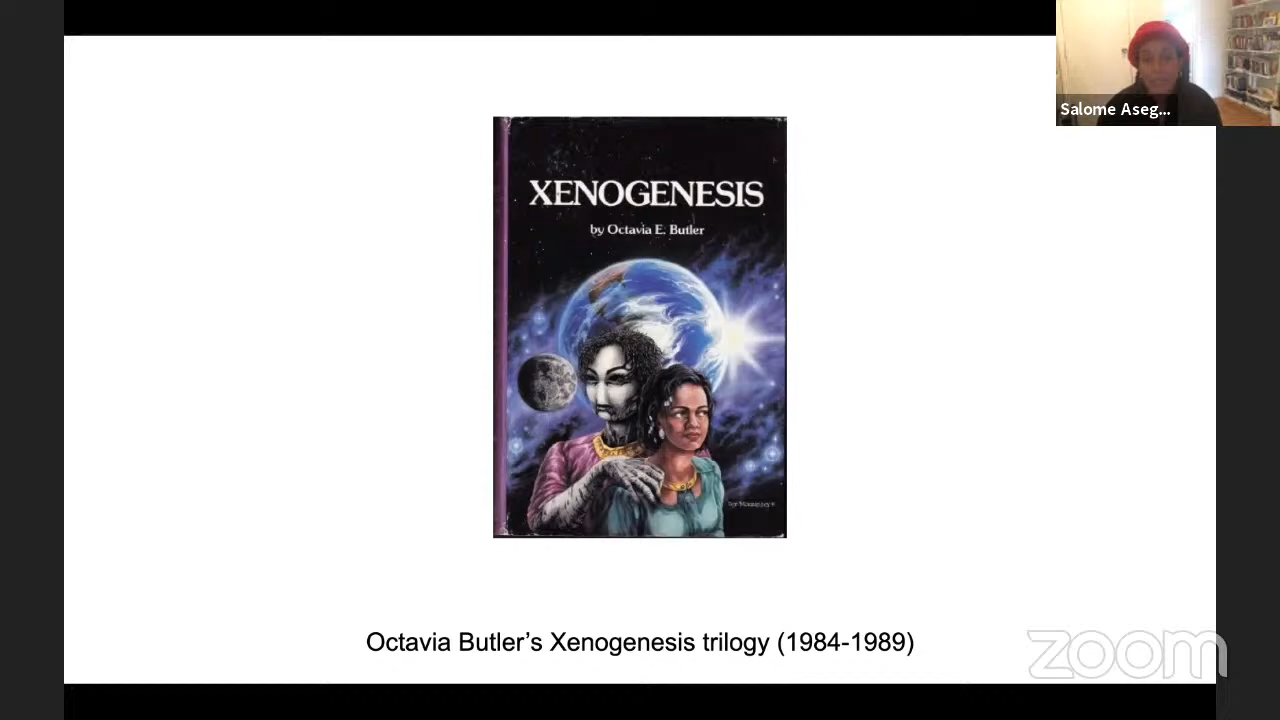 Salome Aseg...
XENOGENESIS
by Octavia E. Butler
Octavia Butler’s Xenogenesis trilogy (1984-1989)
zoom